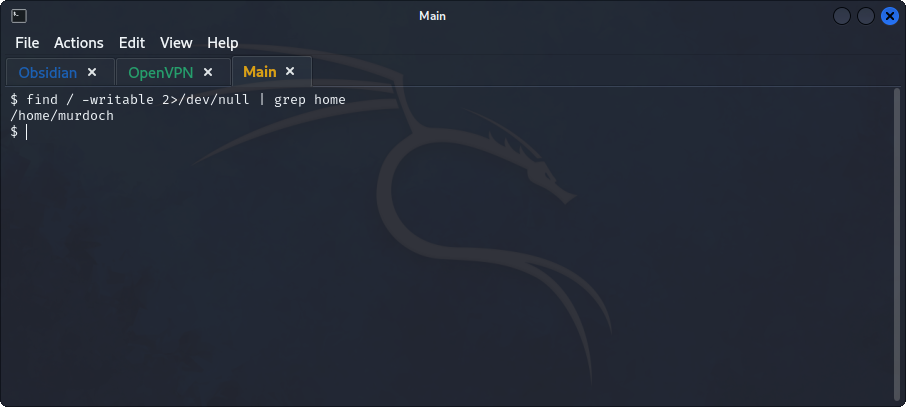 Main
File Actions Edit View Help
Obsidian OpenVPN Main
$ find / -writable 2>/dev/null | grep home
/home/murdoch
$